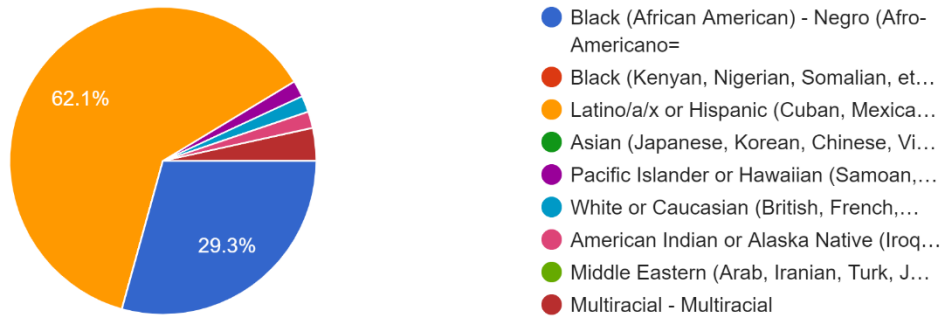 62.1%
29.3%
Black (African American) - Negro (Afro-
Americano=
Black (Kenyan, Nigerian, Somalian, et...
Latino/a/x or Hispanic (Cuban, Mexica...
Asian (Japanese, Korean, Chinese, Vi...
Pacific Islander or Hawaiian (Samoan,...
White or Caucasian (British, French,...
American Indian or Alaska Native (Iroq...
Middle Eastern (Arab, Iranian, Turk, J...
Multiracial - Multiracial